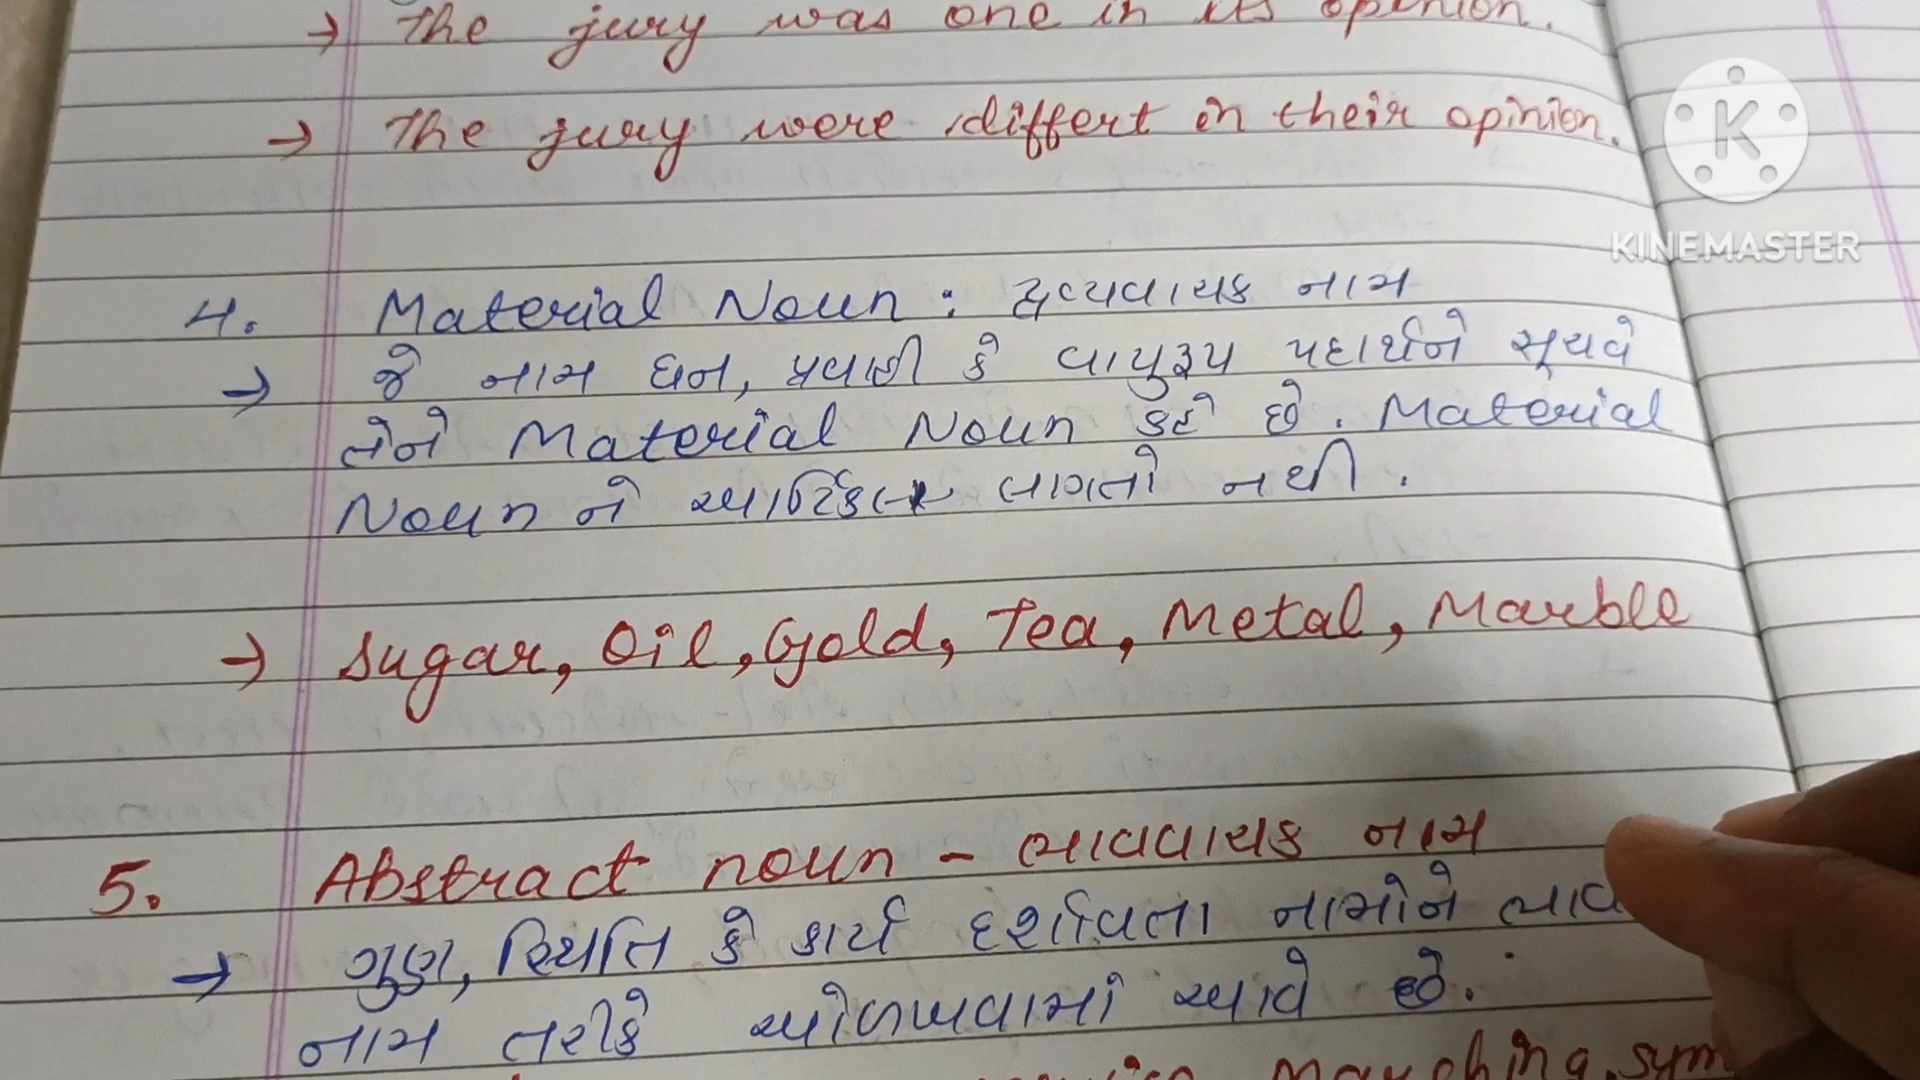 → The jury was one in its opinion.
→ The jury were differt in their opinion.
KINEMASTER
4. Material Noun : દ્રવ્યવાચક નામ
→ જે નામ ઘન, પ્રવાહી કે વાયુરૂપ પદાર્થને સૂચવે
તેને Material Noun કહે છે. Material
Noun ને આર્ટિકલ લાગતો નથી.
→ Sugar, Oil, Gold, Tea, Metal, Marble
5. Abstract noun - ભાવવાચક નામ
→ ગુણ, સ્થિતિ કે કાર્ય દર્શાવતા નામોને ભાવ
નામ તરીકે ઓળખવામાં આવે છે.